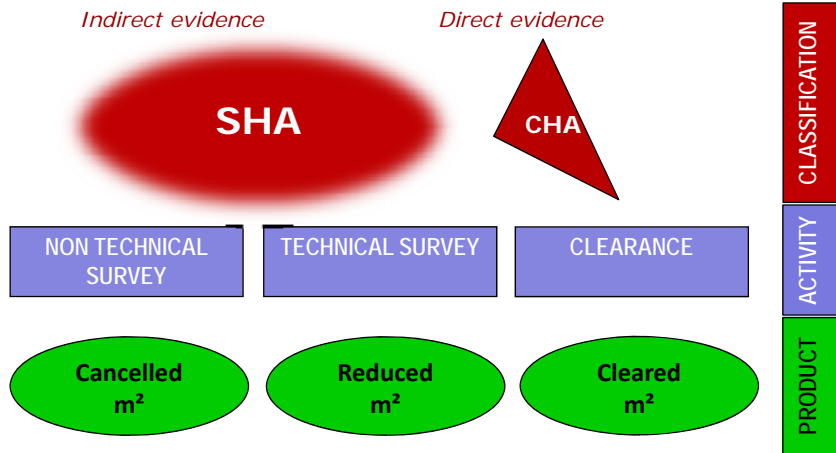 Indirect evidence
Direct evidence
SHA
CHA
CLASSIFICATION
NON TECHNICAL
SURVEY
TECHNICAL SURVEY
CLEARANCE
ACTIVITY
Cancelled
m²
Reduced
m²
Cleared
m²
PRODUCT